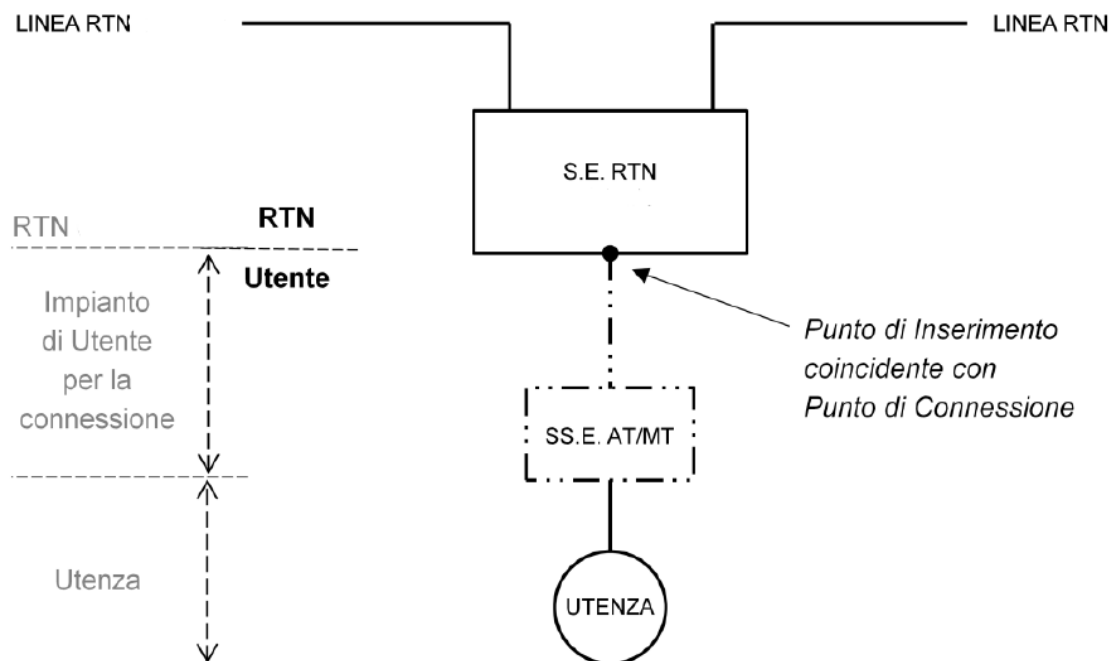 LINEA RTN
LINEA RTN
S.E. RTN
RTN
RTN
Utente
Impianto
di Utente
per la
connessione
Punto di Inserimento
coincidente con
Punto di Connessione
SS.E. AT/MT
Utenza
UTENZA